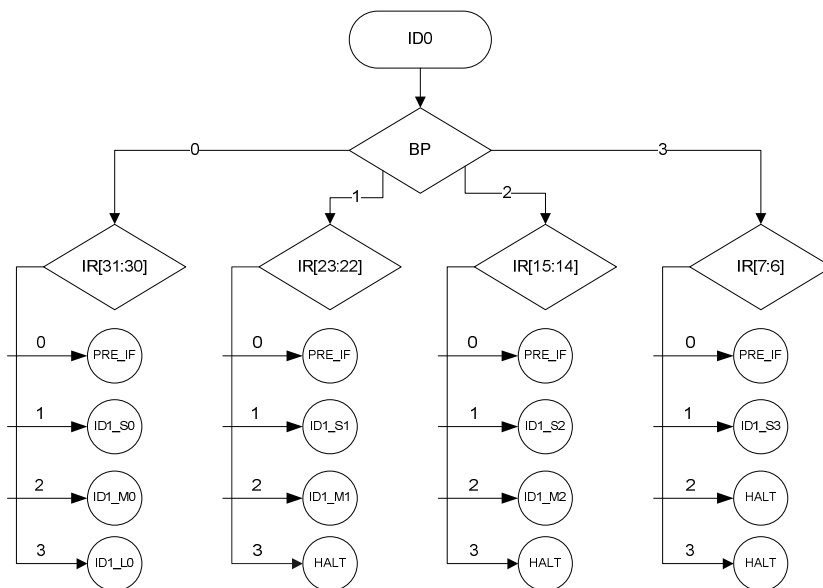 ID0
BP
0
1
2
3
IR[31:30]
IR[23:22]
IR[15:14]
IR[7:6]
0
PRE_IF
0
PRE_IF
0
PRE_IF
0
PRE_IF
1
ID1_S0
1
ID1_S1
1
ID1_S2
1
ID1_S3
2
ID1_M0
2
ID1_M1
2
ID1_M2
2
HALT
3
ID1_L0
3
HALT
3
HALT
3
HALT